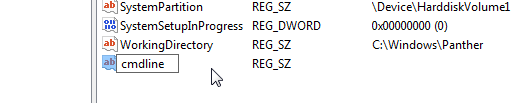 SystemPartition REG_SZ \Device\HarddiskVolume1
SystemSetupInProgress REG_DWORD 0x00000000 (0)
WorkingDirectory REG_SZ C:\Windows\Panther
cmdline REG_SZ